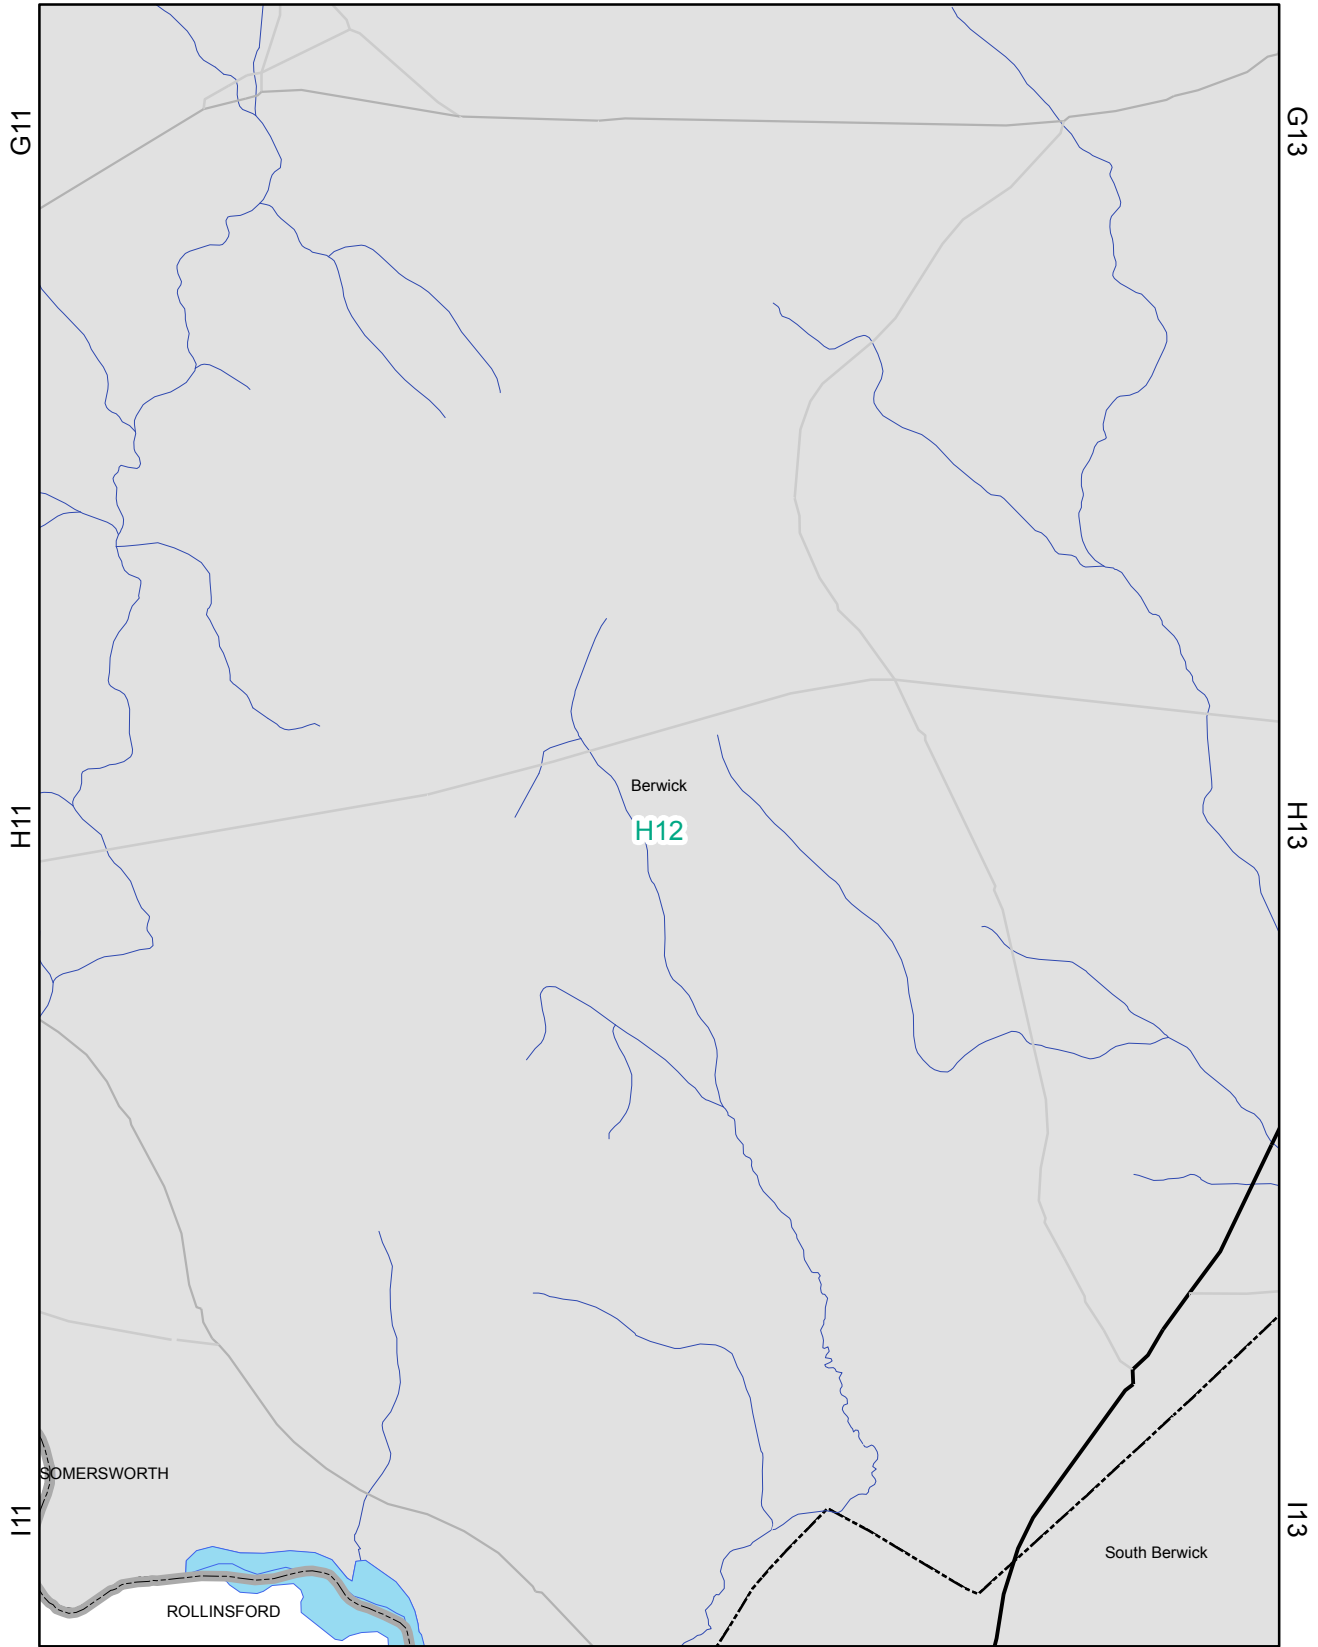 G11
G13
Berwick
H12
H11
H13
SOMERSWORTH
I11
I13
South Berwick
ROLLINSFORD